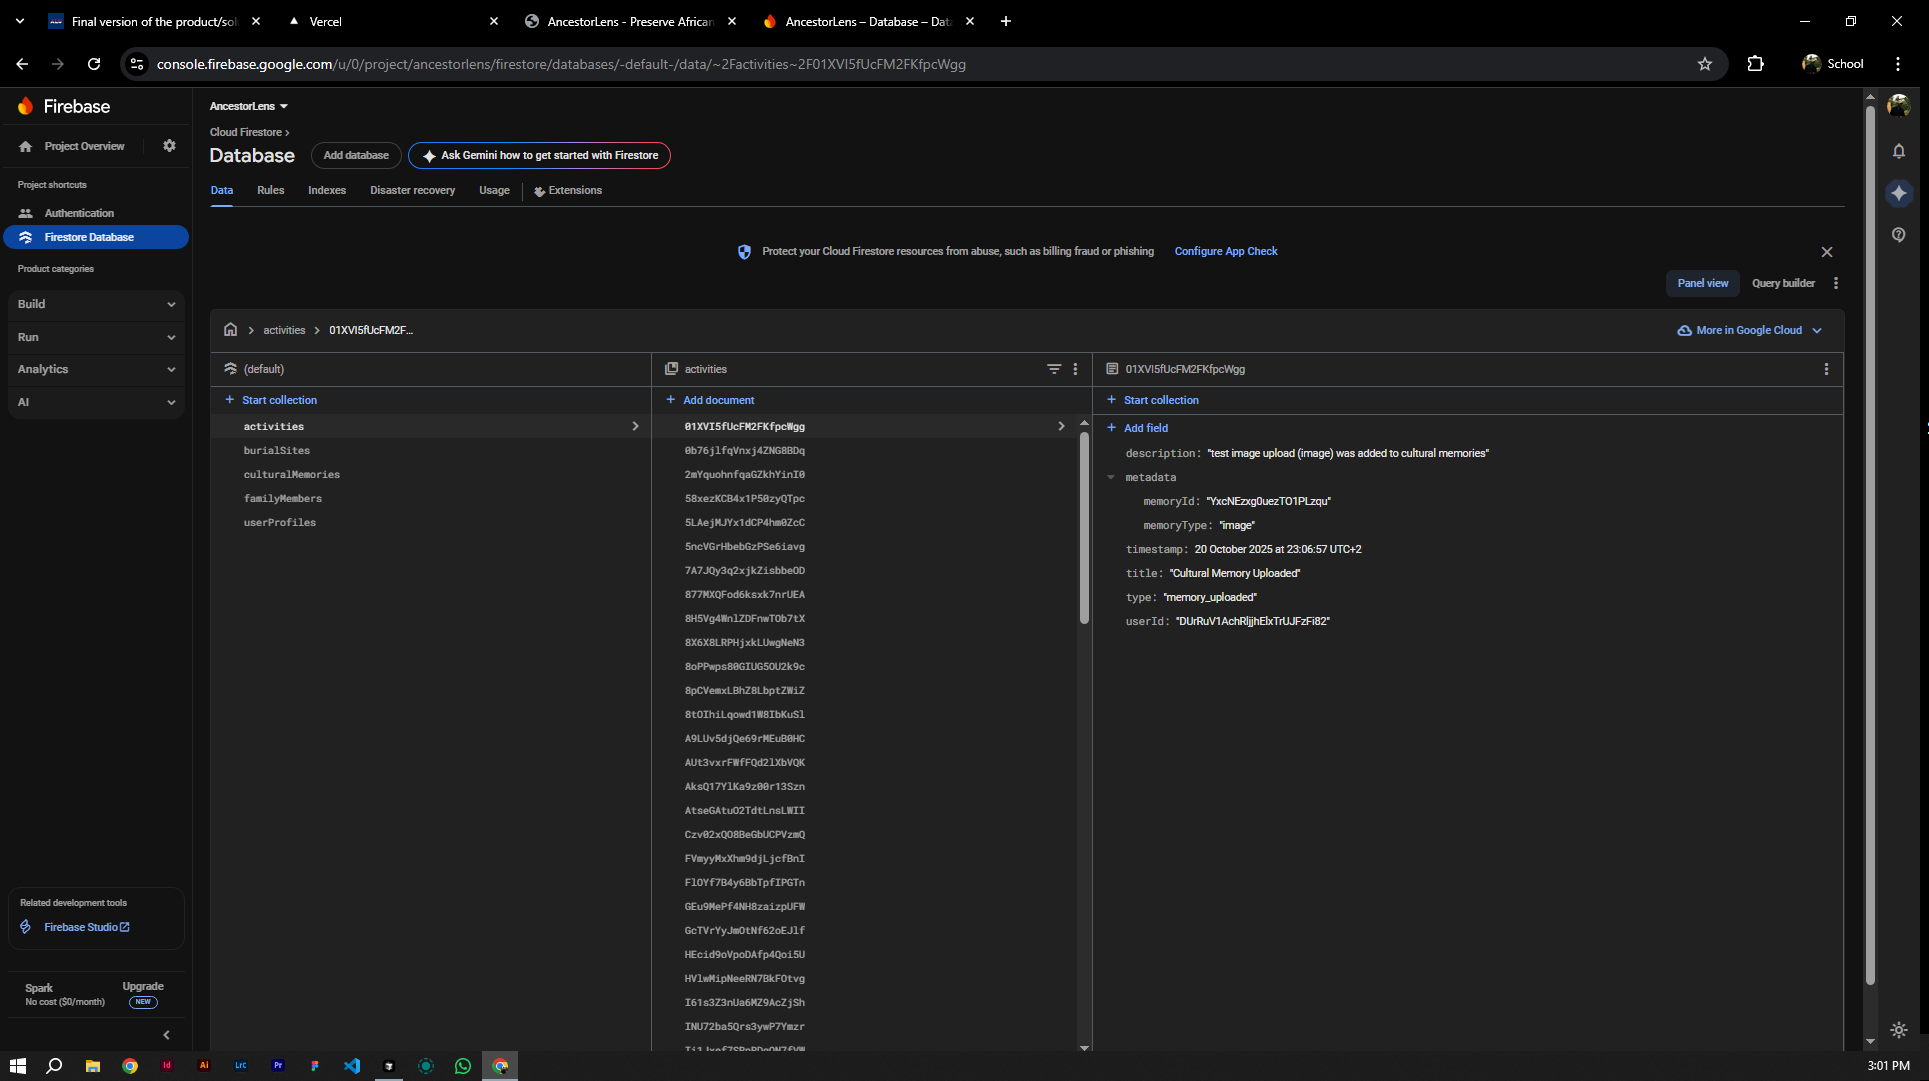 Final version of the product/sol
Vercel
AncestorLens - Preserve African
AncestorLens – Database – Data
console.firebase.google.com/u/0/project/ancestorlens/firestore/databases/-default-/data/~2Factivities~2F01XVI5fUcFM2FKfpcWgg
School
Firebase
Project Overview
Project shortcuts
Authentication
Firestore Database
Product categories
Build
Run
Analytics
AI
Related development tools
Firebase Studio
Spark
No cost ($0/month)
Upgrade
NEW
AncestorLens
Cloud Firestore
Database
Add database
Ask Gemini how to get started with Firestore
Data
Rules
Indexes
Disaster recovery
Usage
Extensions
Protect your Cloud Firestore resources from abuse, such as billing fraud or phishing
Configure App Check
Panel view
Query builder
activities
01XVI5fUcFM2F…
More in Google Cloud
(default)
Start collection
activities
burialSites
culturalMemories
familyMembers
userProfiles
activities
Add document
01XVI5fUcFM2FKfpcWgg
0b76jlfqVnxj4ZNG8BDq
2mYquohnfqaGZkhYinI0
58xezKCB4x1P50zyQTpc
5LAejMJYx1dCP4hm0ZcC
5ncVGrHbebGzPSe6iavg
7A7JQy3q2xjkZisbbeOD
877MXQFod6ksxk7nrUEA
8H5Vg4WnlZDFnwTOb7tX
8X6X8LRPHjxkLUwgNeN3
8oPPwps80GIUG5OU2k9c
8pCVemxLBhZ8LbptZWiZ
8tOIhiLqowd1W8IbKuSl
A9LUv5djQe69rMEuB0HC
AUt3vxrFWfFQd2lXbVQK
AksQ17YlKa9z00r13Szn
AtseGAtuO2TdtLnsLWII
Czv02xQO8BeGbUCPVzmQ
FVmyyMxXhm9djLjcfBnI
FlOYf7B4y6BbTpfIPGTn
GEu9MePf4NH8zaizpUFW
GcTVrYyJmOtNf62oEJlf
HEcid9oVpoDAfp4Qoi5U
HVlwMipNeeRN7BkFOtvg
I61s3Z3nUa6MZ9AcZjSh
INU72ba5Qrs3ywP7Ymzr
01XVI5fUcFM2FKfpcWgg
Start collection
Add field
description: "test image upload (image) was added to cultural memories"
metadata
memoryId: "YxcNEzxg0uezTO1PLzqu"
memoryType: "image"
timestamp: 20 October 2025 at 23:06:57 UTC+2
title: "Cultural Memory Uploaded"
type: "memory_uploaded"
userId: "DUrRuV1AchRljjhElxTrUJFzFi82"
Id
Ai
Lrc
Pr
3:01 PM